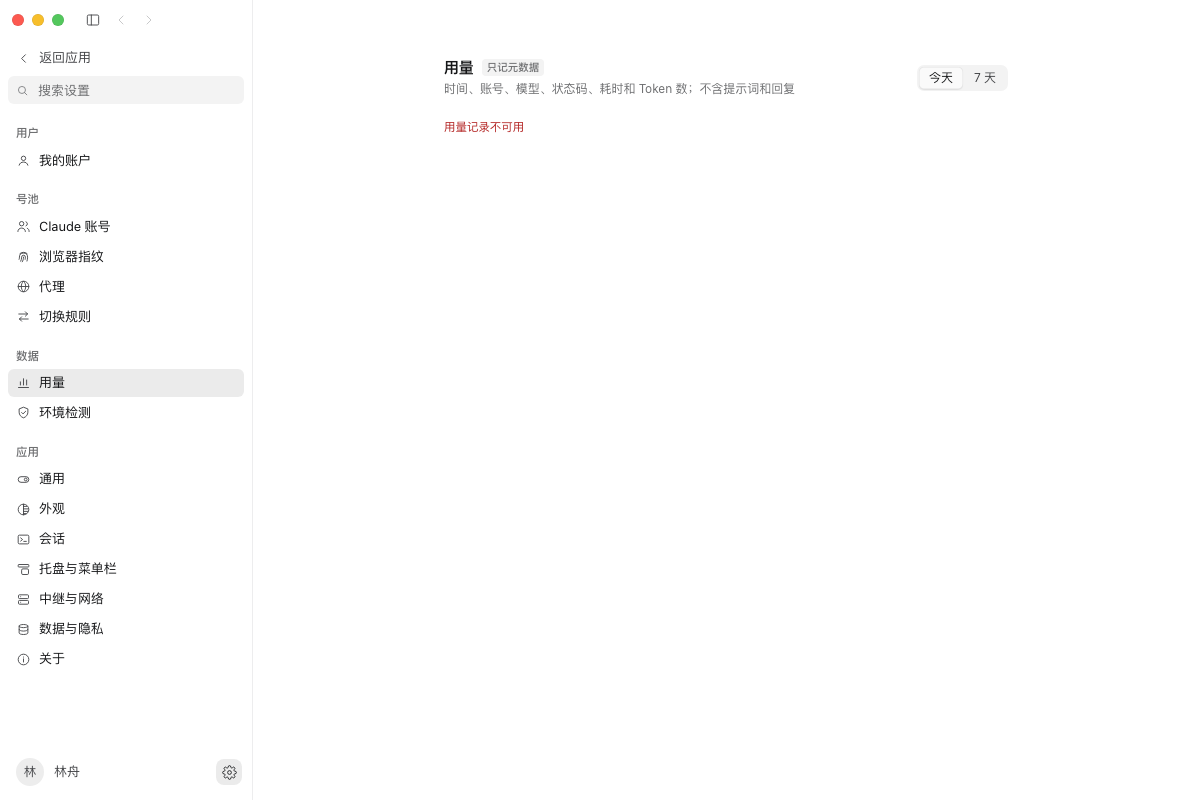 返回应用
搜索设置
用户
我的账户
号池
Claude 账号
浏览器指纹
代理
切换规则
数据
用量
环境检测
应用
通用
外观
会话
托盘与菜单栏
中继与网络
数据与隐私
关于
林 林舟
用量 只记元数据
时间、账号、模型、状态码、耗时和 Token 数；不含提示词和回复
今天 7 天
用量记录不可用